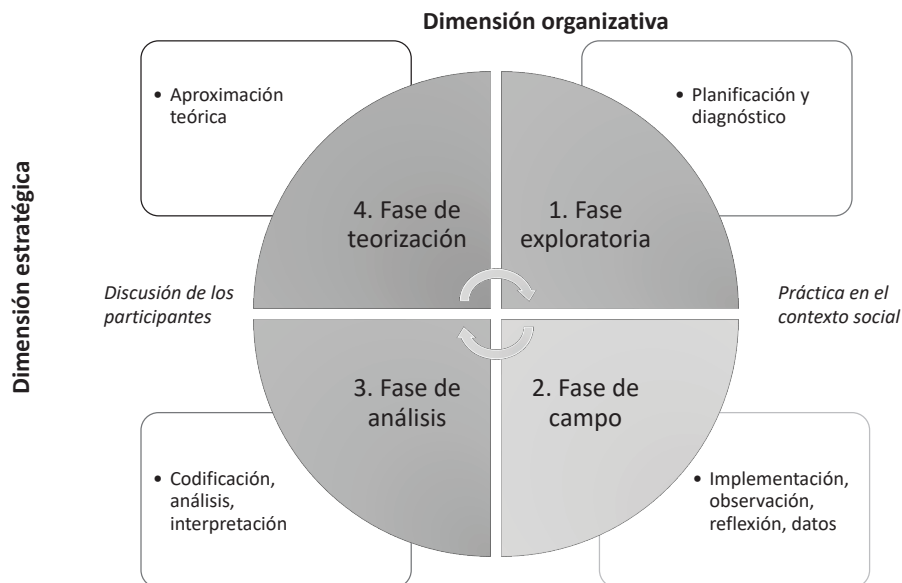 Dimensión organizativa
• Aproximación
teórica
• Planificación y
diagnóstico
Dimensión estratégica
4. Fase de
teorización
1. Fase
exploratoria
Discusión de los
participantes
Práctica en el
contexto social
3. Fase de
análisis
2. Fase de
campo
• Codificación,
análisis,
interpretación
• Implementación,
observación,
reflexión, datos